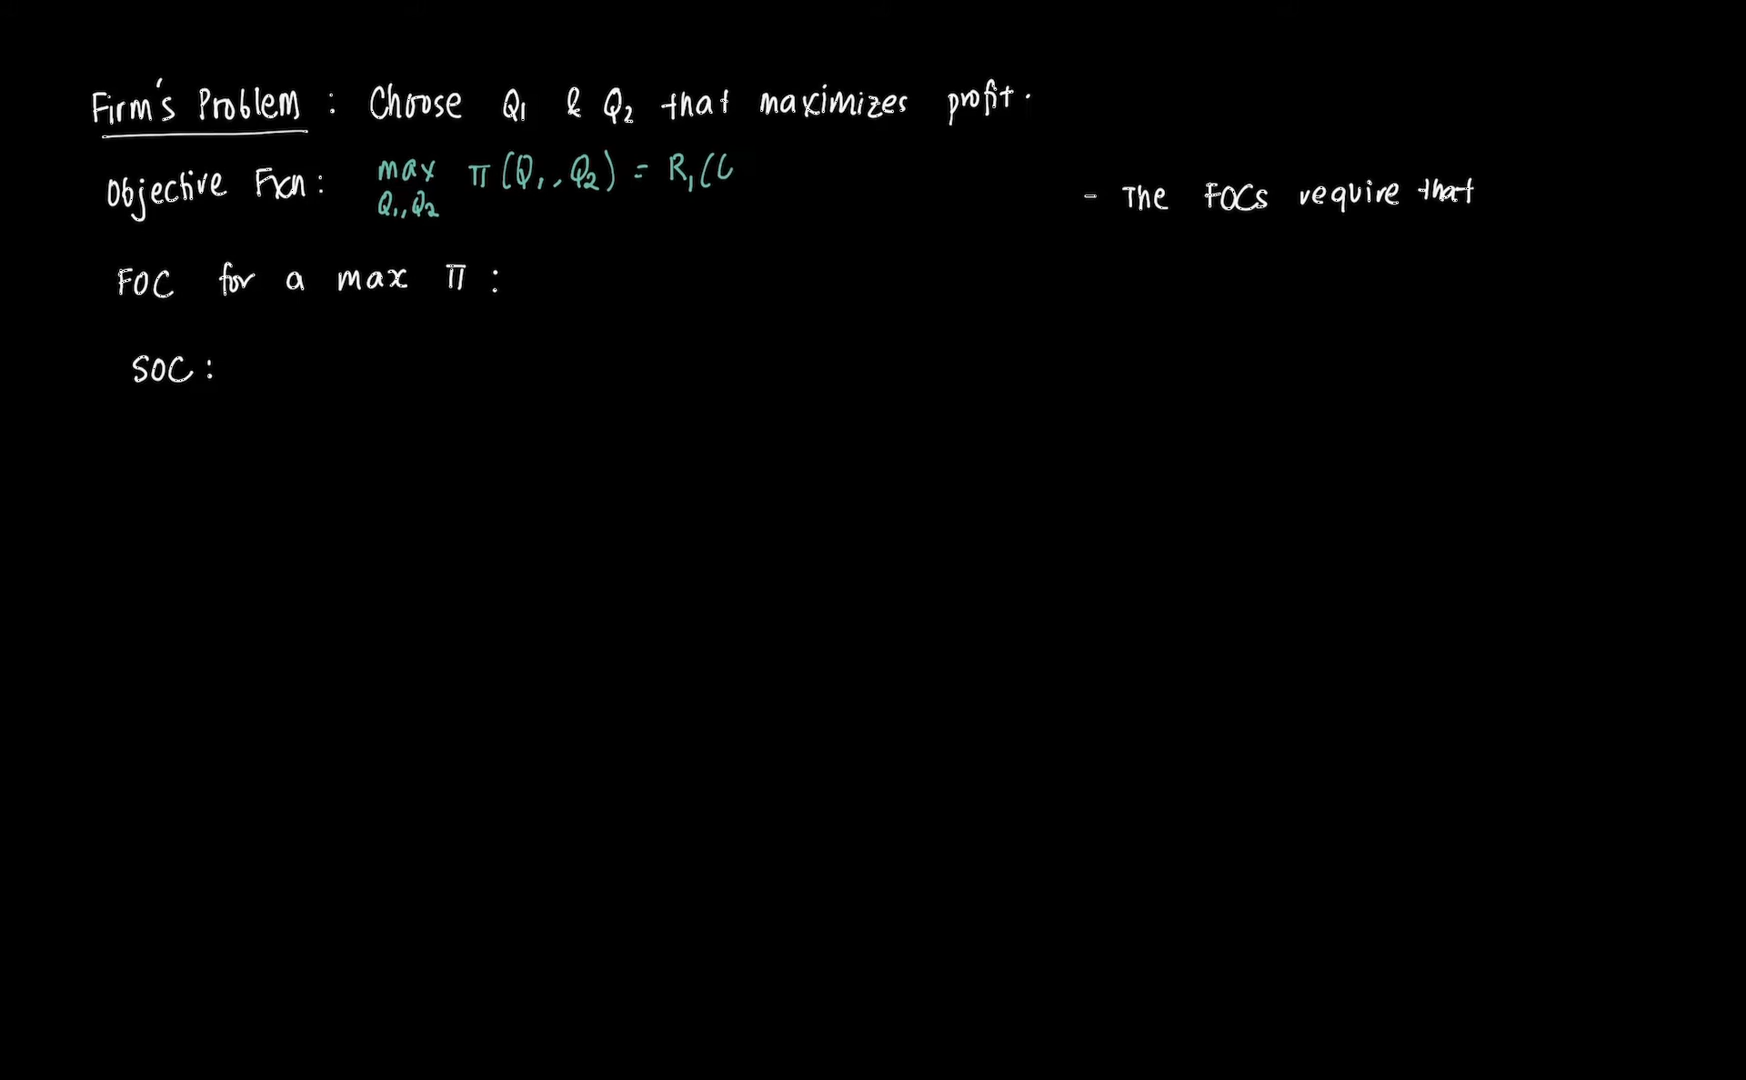 Firm's Problem : Choose Q1 & Q2 that maximizes profit.
Objective Fxn : max π (Q1, Q2) = R1 (
Q1, Q2
- The FOCs require that
FOC for a max π :
SOC :